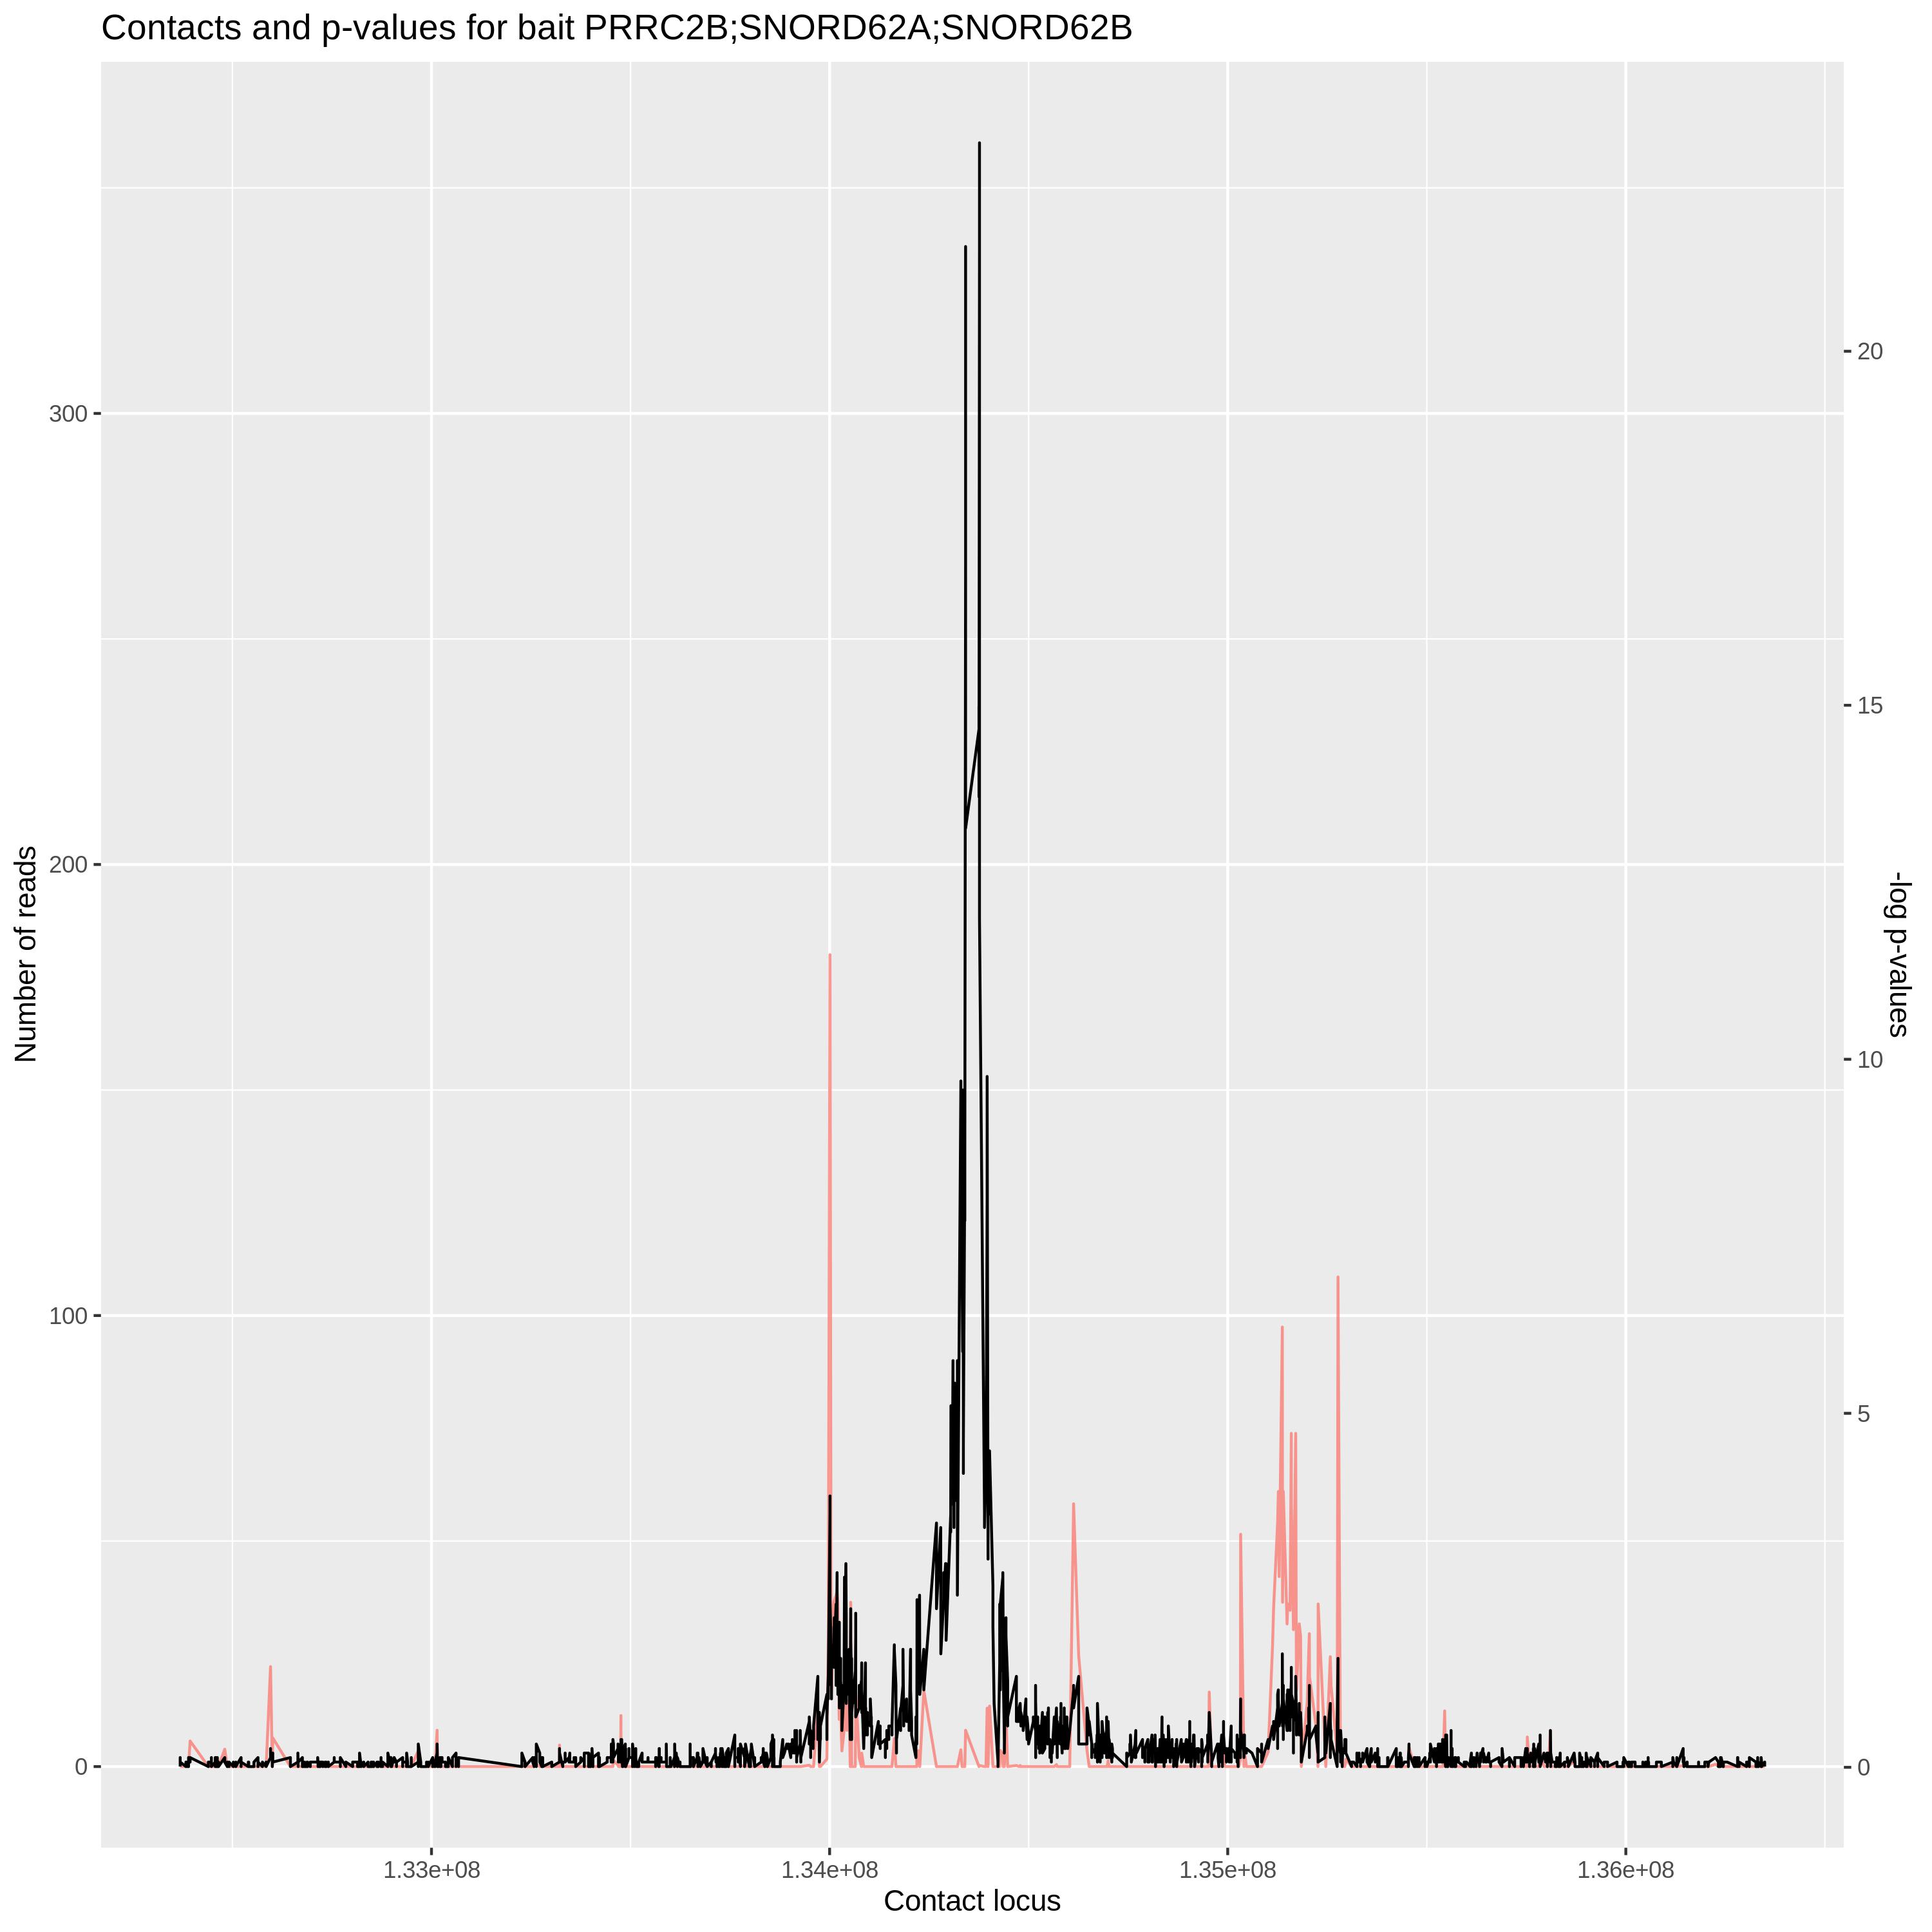 Contacts and p-values for bait PRRC2B;SNORD62A;SNORD62B
Number of reads
300
200
100
0
20
15
10
5
0
-log p-values
1.33e+08
1.34e+08
1.35e+08
1.36e+08
Contact locus